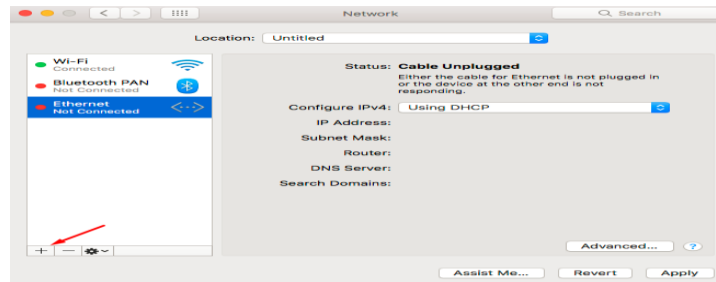 Network
Search
Location: Untitled
Wi-Fi
Connected
Bluetooth PAN
Not Connected
Ethernet
Not Connected
Status: Cable Unplugged
Either the cable for Ethernet is not plugged in
or the device at the other end is not
responding.
Configure IPv4: Using DHCP
IP Address:
Subnet Mask:
Router:
DNS Server:
Search Domains:
Advanced... ?
Assist Me... Revert Apply